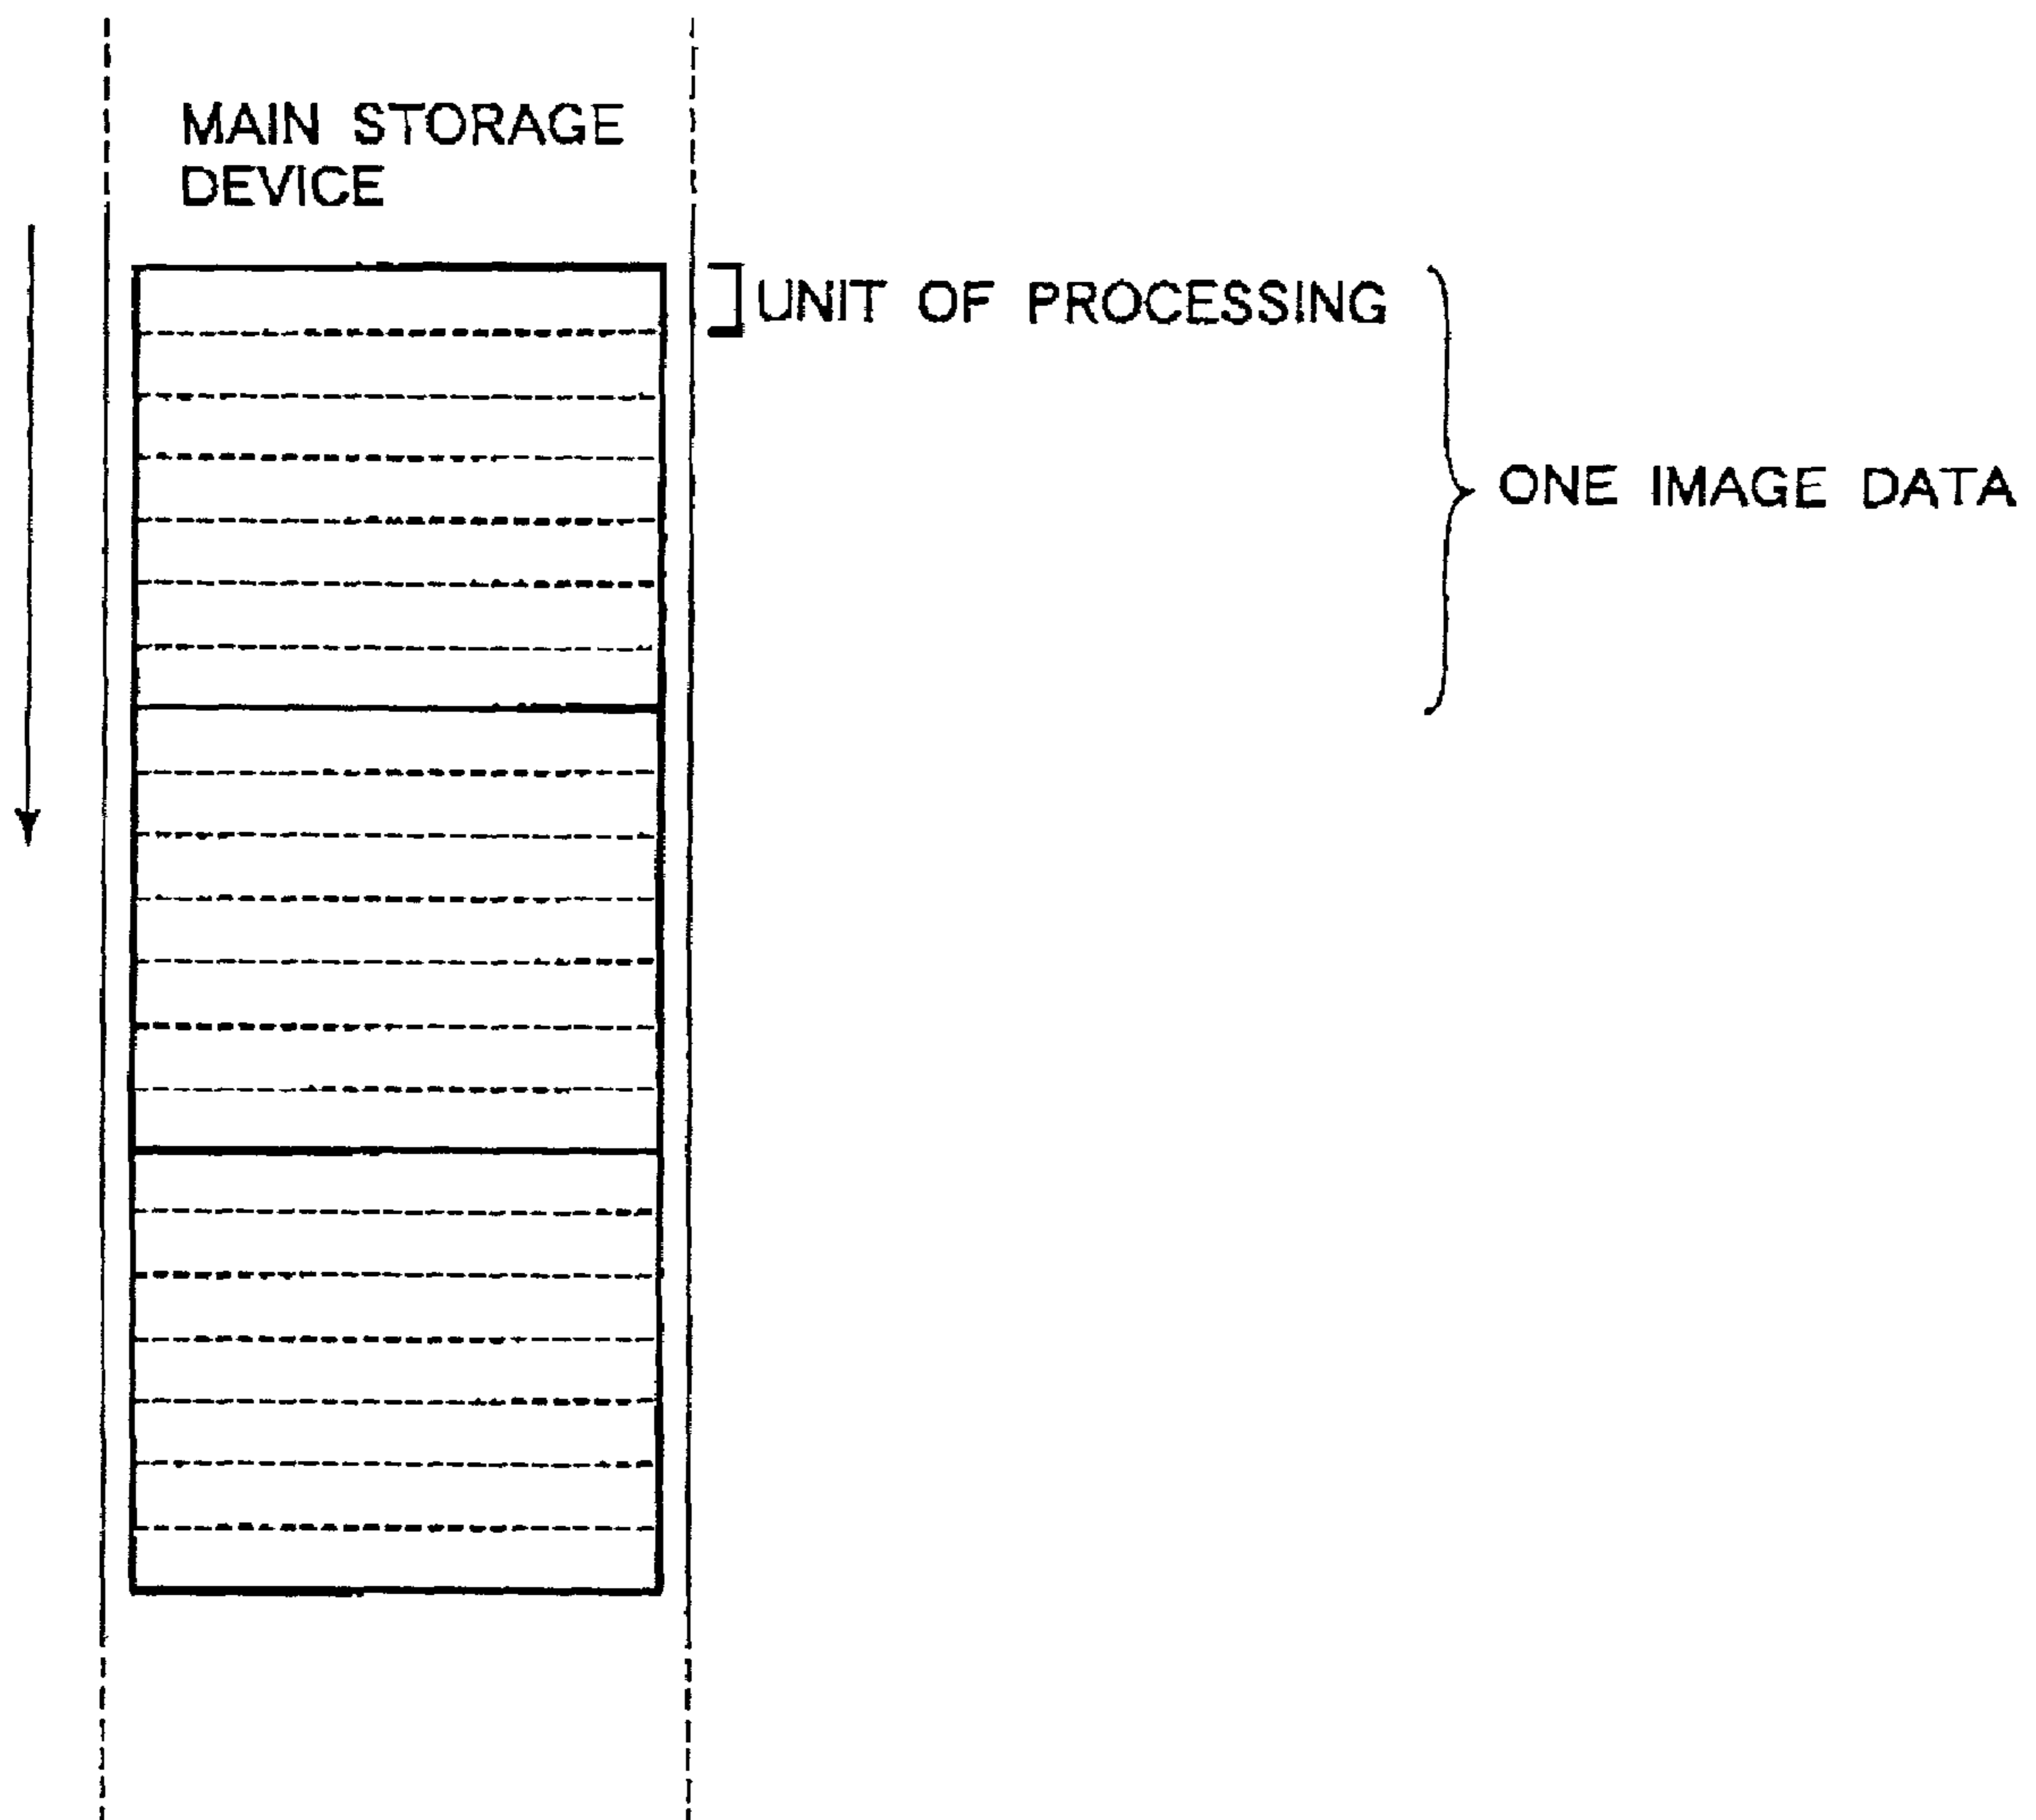 MAIN STORAGE
DEVICE
UNIT OF PROCESSING
ONE IMAGE DATA